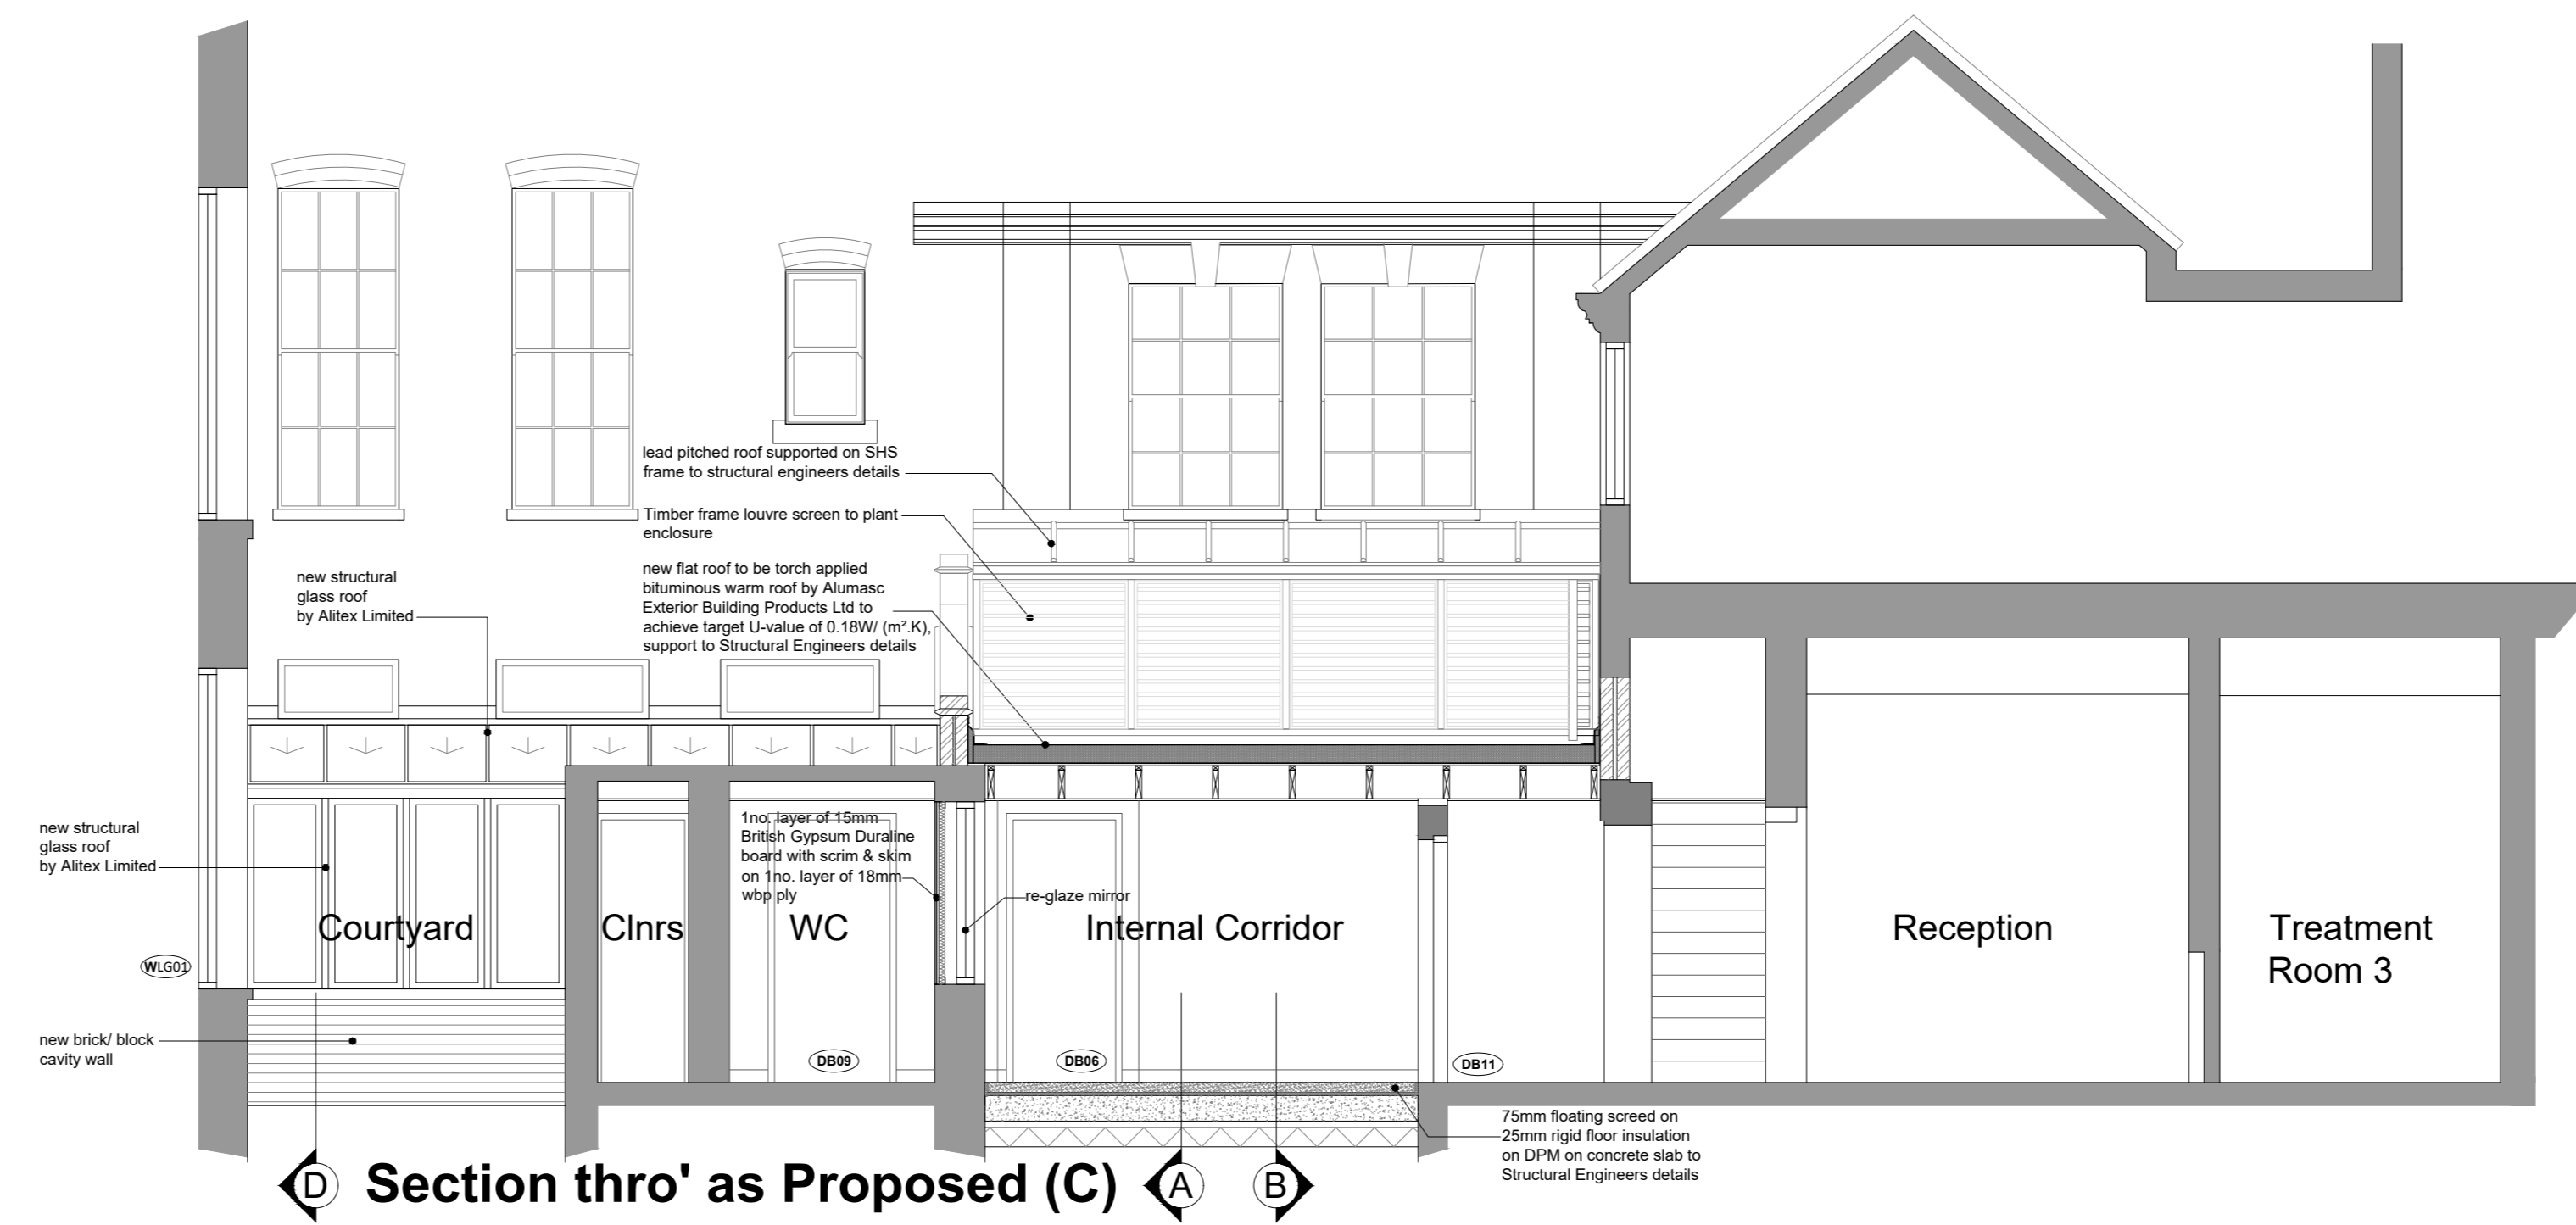 lead pitched roof supported on SHS
frame to structural engineers details
Timber frame louvre screen to plant
enclosure
new flat roof to be torch applied
bituminous warm roof by Alumasc
Exterior Building Products Ltd to
achieve target U-value of 0.18W/ (m².K),
support to Structural Engineers details
new structural
glass roof
by Alitex Limited
new structural
glass roof
by Alitex Limited
1no. layer of 15mm
British Gypsum Duraline
board with scrim & skim
on 1no. layer of 18mm
wbp ply
re-glaze mirror
Courtyard
Clnrs
WC
Internal Corridor
Reception
Treatment
Room 3
WLG01
new brick/ block
cavity wall
DB09
DB06
DB11
75mm floating screed on
25mm rigid floor insulation
on DPM on concrete slab to
Structural Engineers details
D
Section thro' as Proposed (C)
A
B